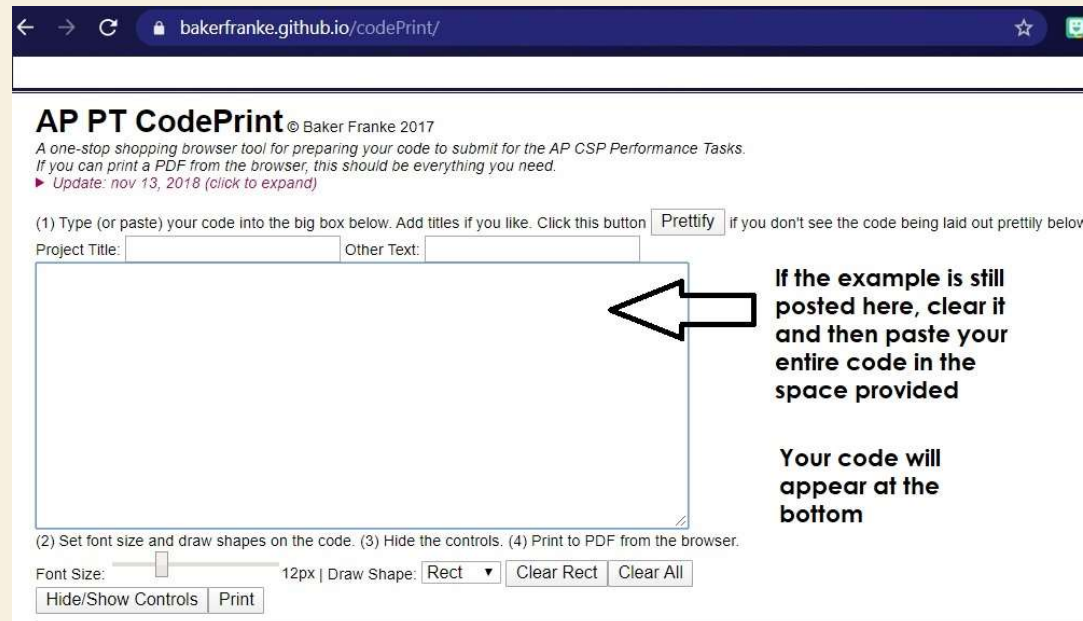 bakerfranke.github.io/codePrint/
AP PT CodePrint © Baker Franke 2017
A one-stop shopping browser tool for preparing your code to submit for the AP CSP Performance Tasks.
If you can print a PDF from the browser, this should be everything you need.
► Update: nov 13, 2018 (click to expand)
(1) Type (or paste) your code into the big box below. Add titles if you like. Click this button Prettify if you don't see the code being laid out prettily below
Project Title: Other Text:
If the example is still
posted here, clear it
and then paste your
entire code in the
space provided
Your code will
appear at the
bottom
(2) Set font size and draw shapes on the code. (3) Hide the controls. (4) Print to PDF from the browser.
Font Size: 12px | Draw Shape: Rect ▼ Clear Rect Clear All
Hide/Show Controls Print